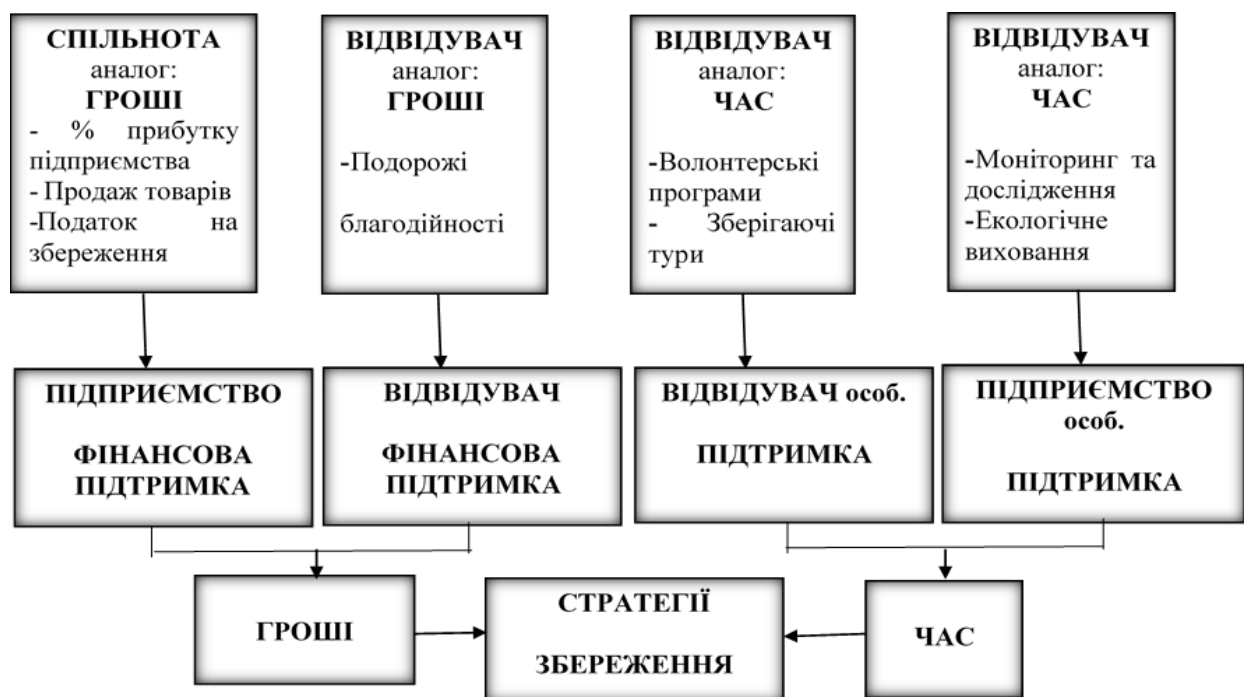 СПІЛЬНОТА
аналог:
ГРОШІ
- % прибутку
підприємства
- Продаж товарів
-Податок на
збереження
ВІДВІДУВАЧ
аналог:
ГРОШІ
-Подорожі
благодійності
ВІДВІДУВАЧ
аналог:
ЧАС
-Волонтерські
програми
- Зберігаючі
тури
ВІДВІДУВАЧ
аналог:
ЧАС
-Моніторинг та
дослідження
-Екологічне
виховання
ПІДПРИЄМСТВО
ФІНАНСОВА
ПІДТРИМКА
ВІДВІДУВАЧ
ФІНАНСОВА
ПІДТРИМКА
ВІДВІДУВАЧ особ.
ПІДТРИМКА
ПІДПРИЄМСТВО
особ.
ПІДТРИМКА
ГРОШІ
СТРАТЕГІЇ
ЗБЕРЕЖЕННЯ
ЧАС